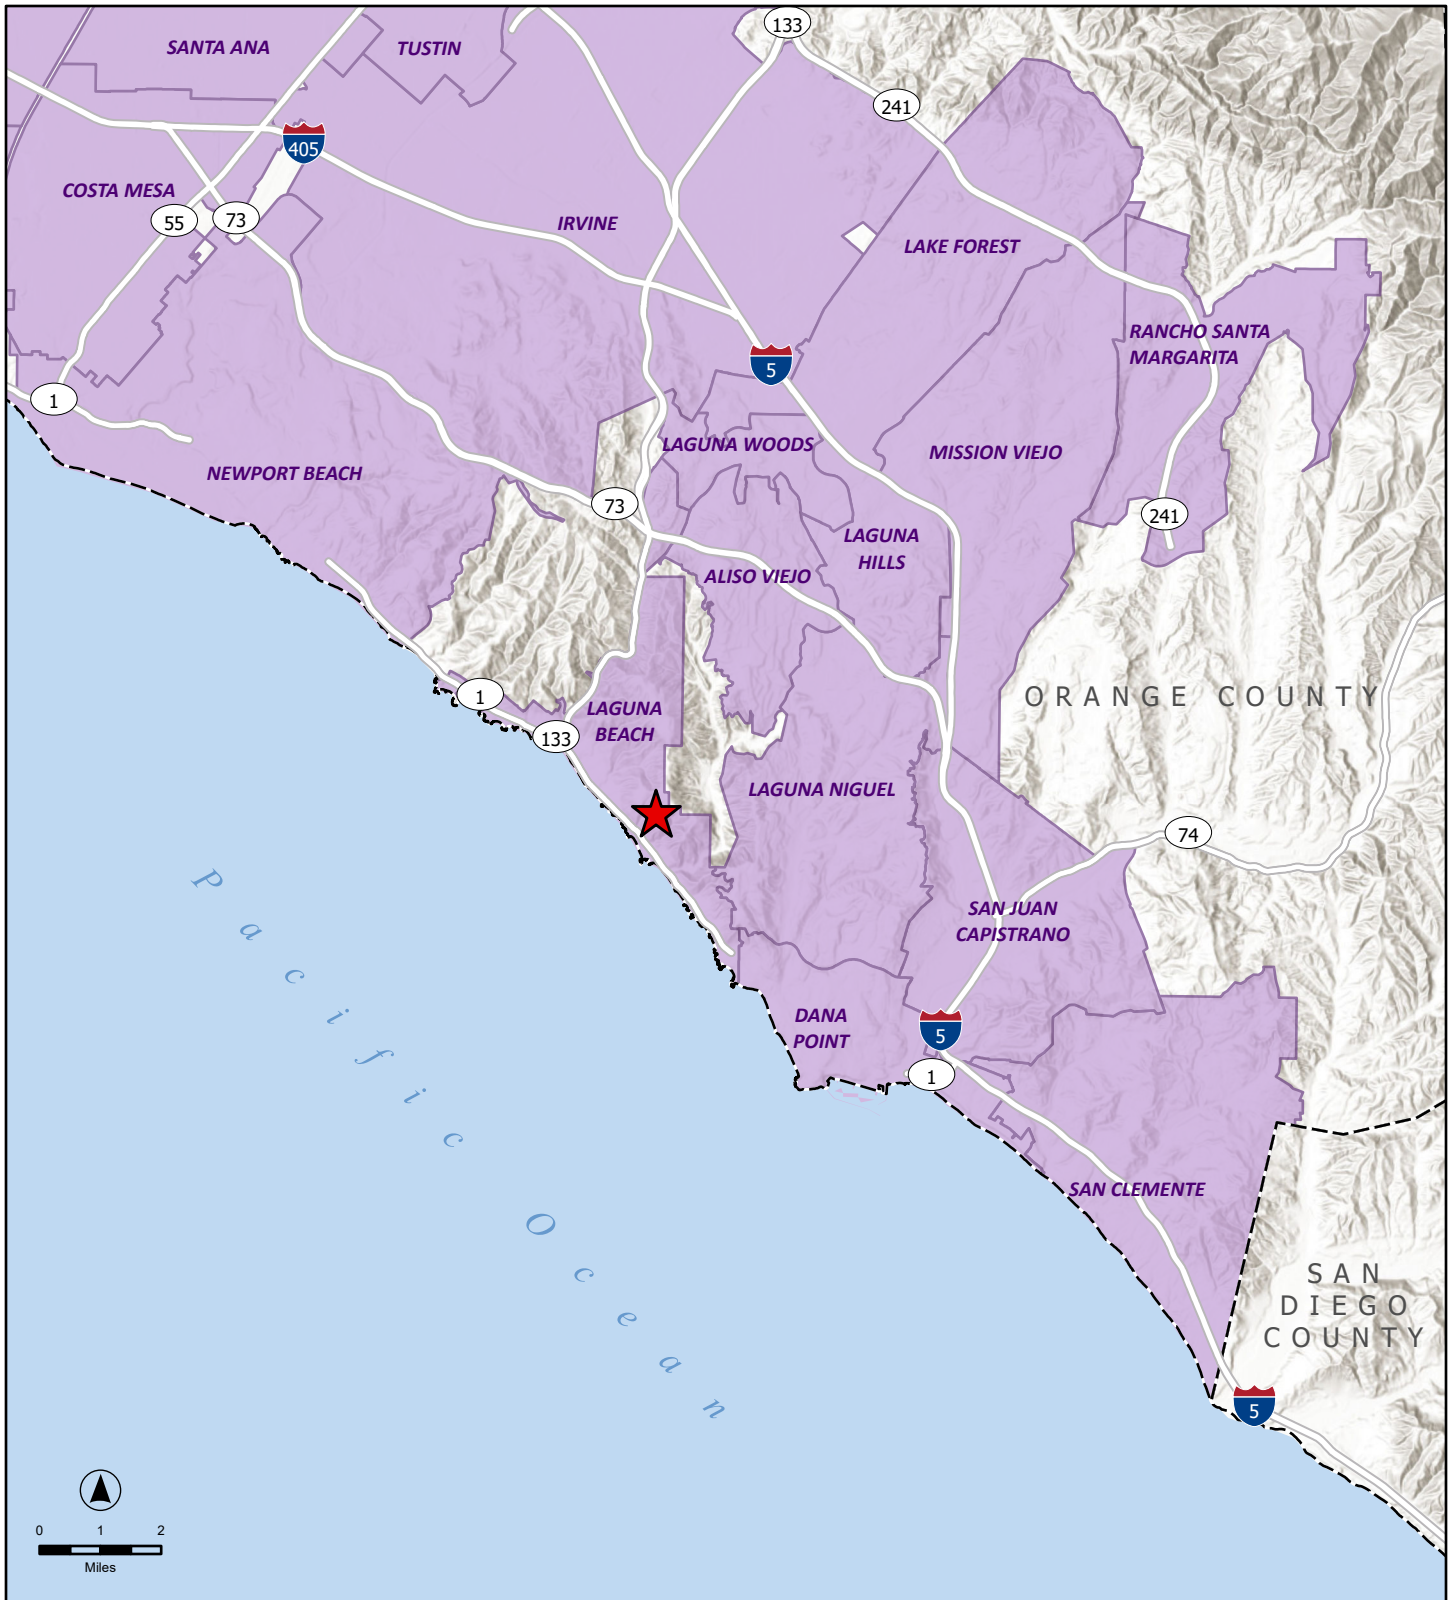 133
SANTA ANA
TUSTIN
241
405
COSTA MESA
55
73
IRVINE
LAKE FOREST
RANCHO SANTA
MARGARITA
5
1
LAGUNA WOODS
MISSION VIEJO
NEWPORT BEACH
73
241
LAGUNA
HILLS
ALISO VIEJO
1
ORANGE COUNTY
LAGUNA
BEACH
133
LAGUNA NIGUEL
74
SAN JUAN
CAPISTRANO
DANA
POINT
5
1
Pacific Ocean
SAN CLEMENTE
SAN
DIEGO
COUNTY
5
0 1 2
Miles